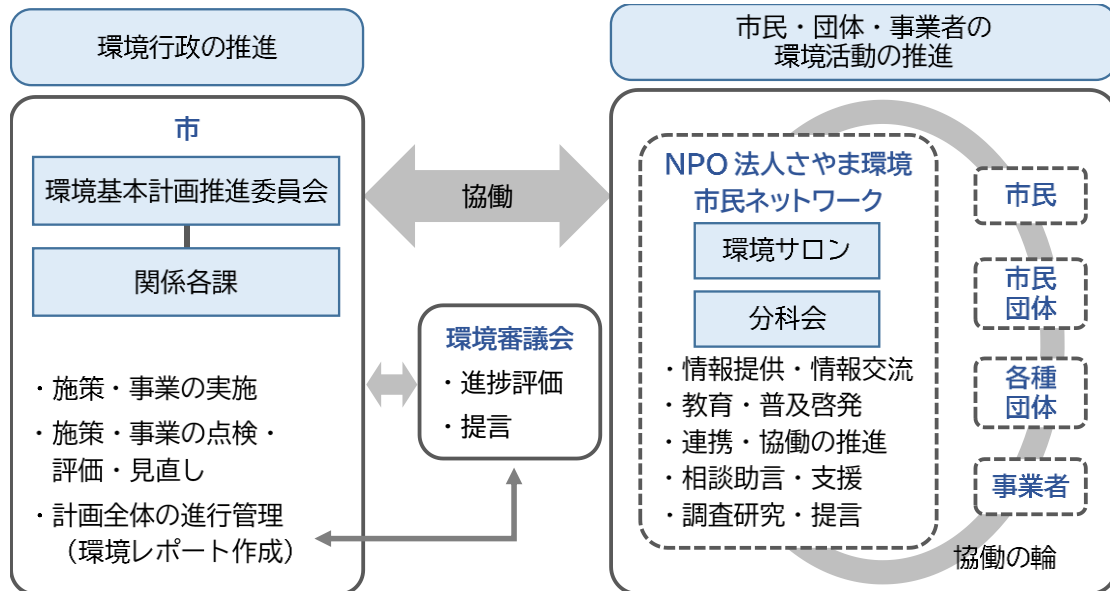 環境行政の推進
市
環境基本計画推進委員会
関係各課
・施策・事業の実施
・施策・事業の点検・
評価・見直し
・計画全体の進行管理
（環境レポート作成）
協働
環境審議会
・進捗評価
・提言
市民・団体・事業者の
環境活動の推進
NPO 法人さやま環境
市民ネットワーク
環境サロン
分科会
・情報提供・情報交流
・教育・普及啓発
・連携・協働の推進
・相談助言・支援
・調査研究・提言
市民
市民
団体
各種
団体
事業者
協働の輪